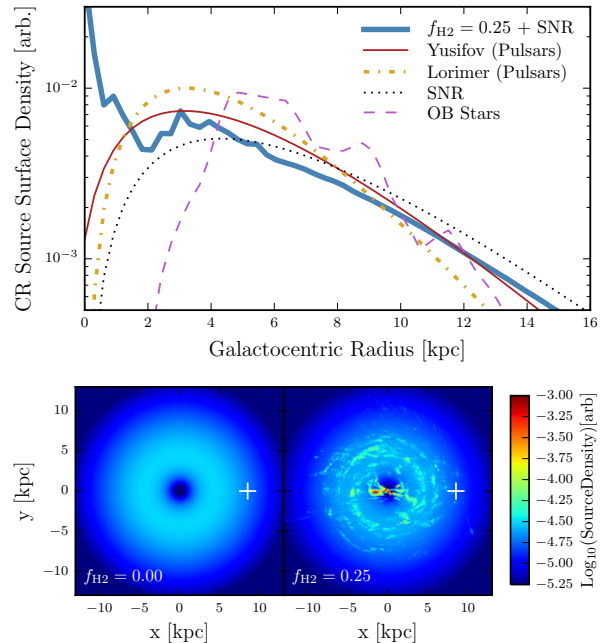 CR Source Surface Density [arb.]
10⁻²
10⁻³
f_H2 = 0.25 + SNR
Yusifov (Pulsars)
Lorimer (Pulsars)
SNR
OB Stars
0 2 4 6 8 10 12 14 16
Galactocentric Radius [kpc]
y [kpc]
10
5
0
−5
−10
f_H2 = 0.00
f_H2 = 0.25
−10 −5 0 5 10
−10 −5 0 5 10
x [kpc]
x [kpc]
−3.00
−3.25
−3.50
−3.75
−4.00
−4.25
−4.50
−4.75
−5.00
−5.25
Log₁₀(SourceDensity)[arb]